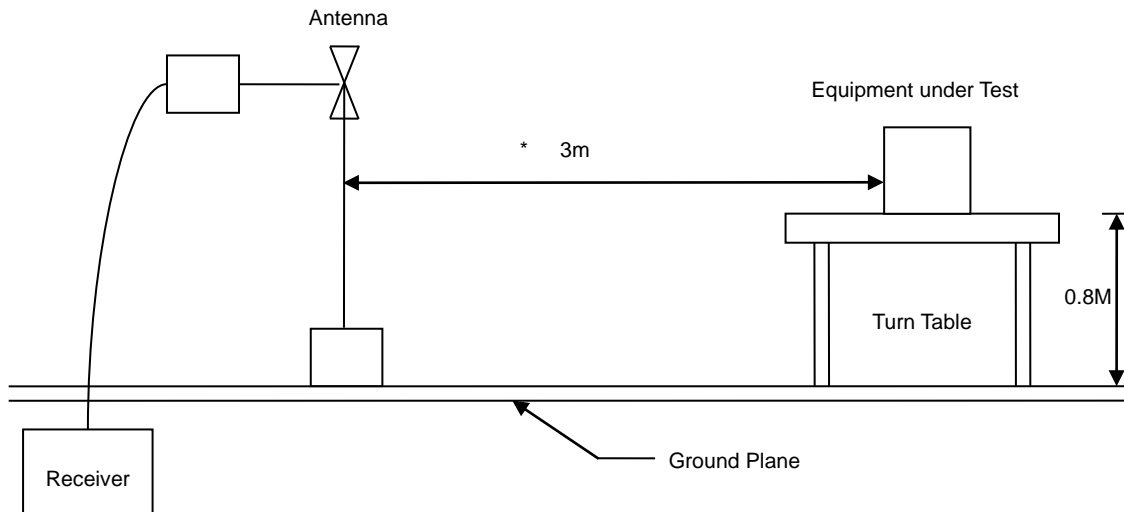 Antenna
Equipment under Test
* 3m
0.8M
Turn Table
Ground Plane
Receiver